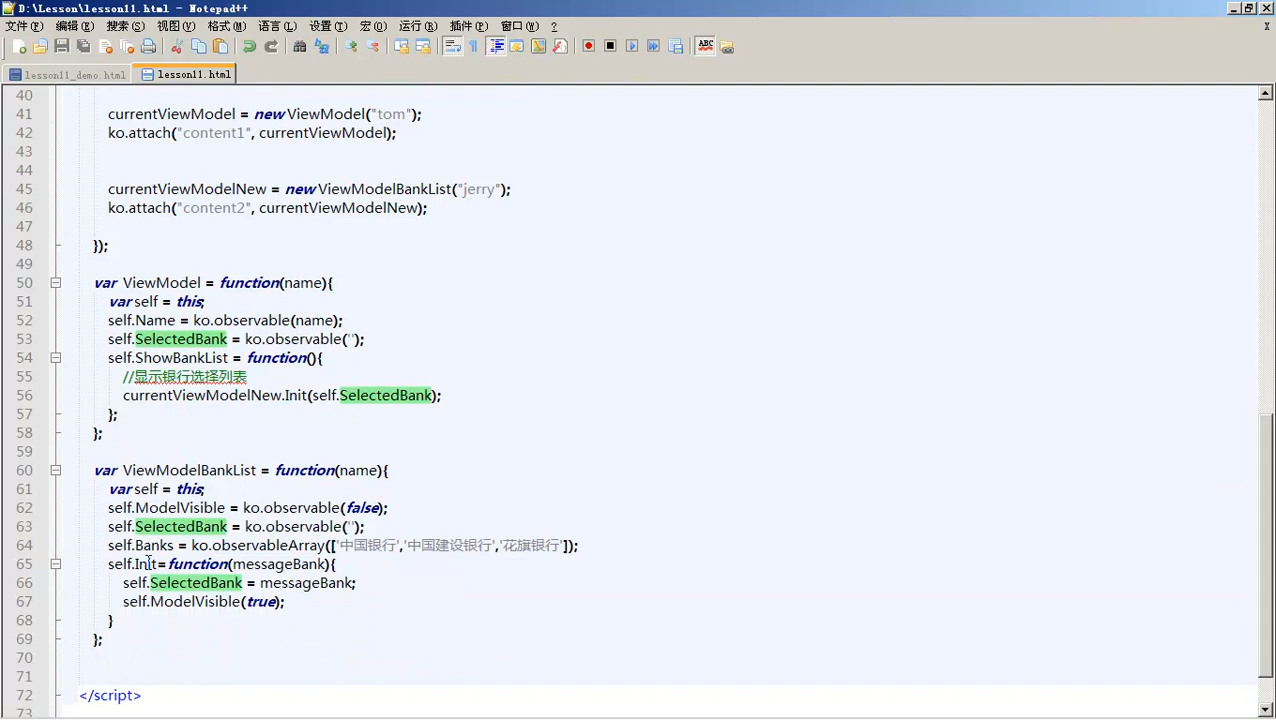 D:\Lesson\lesson11.html - Notepad++
文件(F) 编辑(E) 搜索(S) 视图(V) 格式(M) 语言(L) 设置(T) 宏(O) 运行(R) 插件(P) 窗口(W) ? X
lesson11_demo.html lesson11.html
40
41 currentViewModel = new ViewModel("tom");
42 ko.attach("content1", currentViewModel);
43
44
45 currentViewModelNew = new ViewModelBankList("jerry");
46 ko.attach("content2", currentViewModelNew);
47
48 });
49
50 var ViewModel = function(name){
51 var self = this;
52 self.Name = ko.observable(name);
53 self.SelectedBank = ko.observable('');
54 self.ShowBankList = function(){
55 //显示银行选择列表
56 currentViewModelNew.Init(self.SelectedBank);
57 };
58 };
59
60 var ViewModelBankList = function(name){
61 var self = this;
62 self.ModelVisible = ko.observable(false);
63 self.SelectedBank = ko.observable('');
64 self.Banks = ko.observableArray(['中国银行','中国建设银行','花旗银行']);
65 self.Init=function(messageBank){
66 self.SelectedBank = messageBank;
67 self.ModelVisible(true);
68 }
69 };
70
71
72 </script>
73